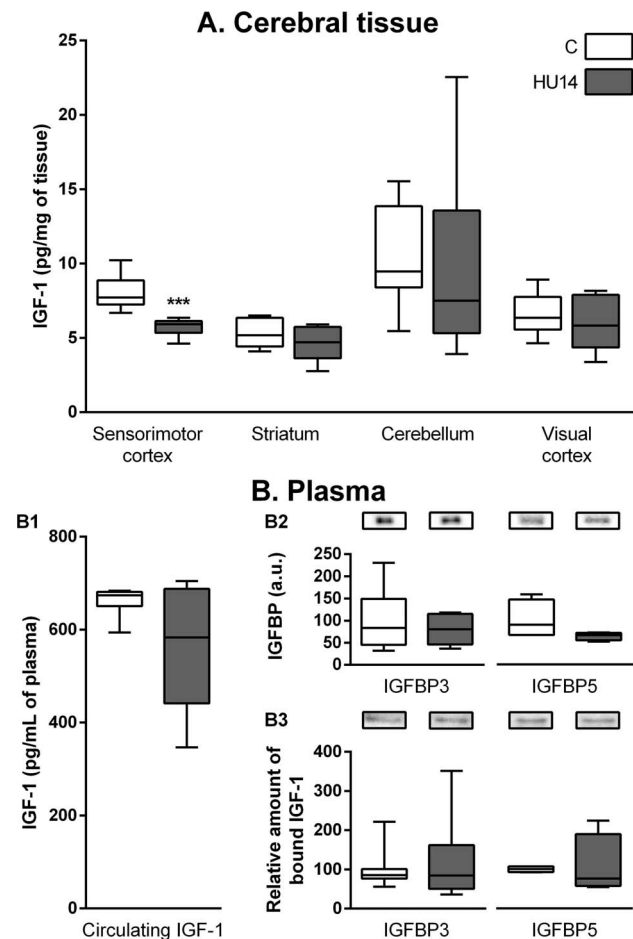 A. Cerebral tissue
IGF-1 (pg/mg of tissue)
25
20
15
10
5
0
C
HU14
***
Sensorimotor
cortex
Striatum
Cerebellum
Visual
cortex
B. Plasma
B1
IGF-1 (pg/mL of plasma)
800
600
400
200
0
Circulating IGF-1
B2
IGFBP (a.u.)
250
200
150
100
50
0
IGFBP3
IGFBP5
B3
Relative amount of
bound IGF-1
400
300
200
100
0
IGFBP3
IGFBP5